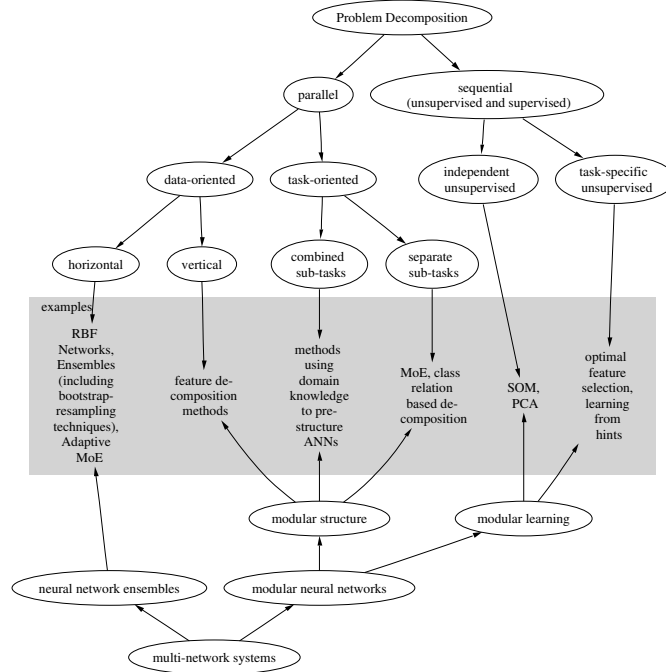 Problem Decomposition
parallel
sequential
(unsupervised and supervised)
data-oriented
task-oriented
independent
unsupervised
task-specific
unsupervised
horizontal
vertical
combined
sub-tasks
separate
sub-tasks
examples
RBF
Networks,
Ensembles
(including
bootstrap-
resampling
techniques),
Adaptive
MoE
feature de-
composition
methods
methods
using
domain
knowledge
to pre-
structure
ANNs
MoE, class
relation
based de-
composition
SOM,
PCA
optimal
feature
selection,
learning
from
hints
modular structure
modular learning
neural network ensembles
modular neural networks
multi-network systems